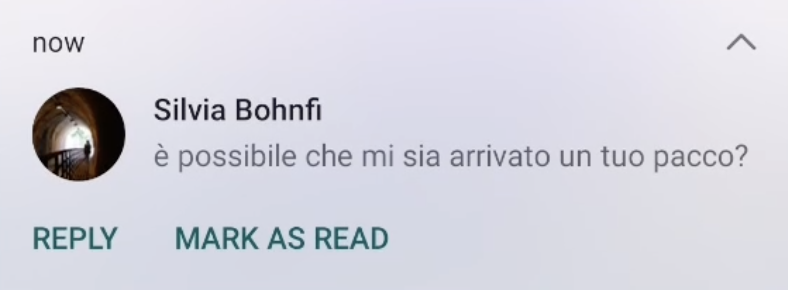 now
Silvia Bohnfi
è possibile che mi sia arrivato un tuo pacco?
REPLY MARK AS READ